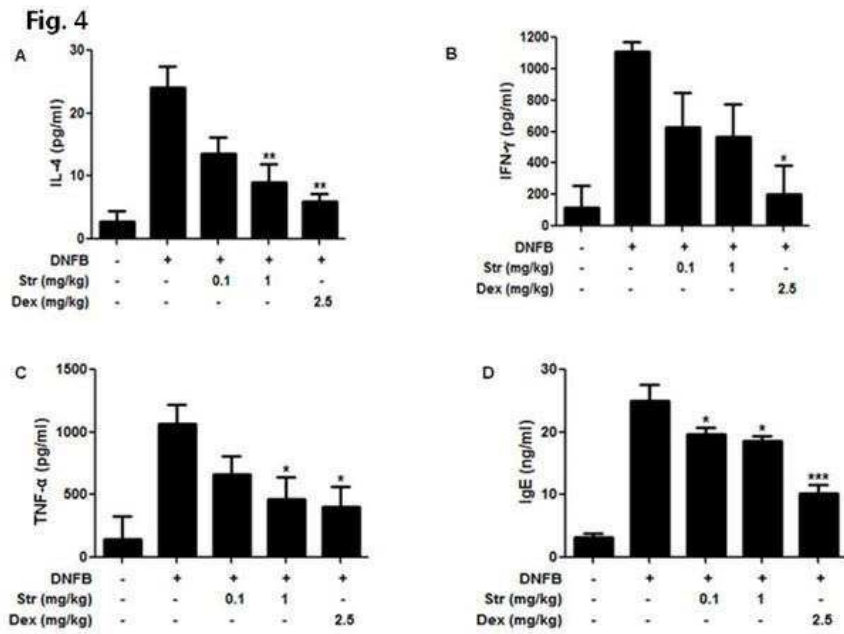 Fig. 4
A
IL-4 (pg/ml)
30
20
10
0
**
**
DNFB - + + + +
Str (mg/kg) - - 0.1 1 -
Dex (mg/kg) - - - - 2.5
B
IFN-γ (pg/ml)
1200
1000
800
600
400
200
0
*
DNFB - + + + +
Str (mg/kg) - - 0.1 1 -
Dex (mg/kg) - - - - 2.5
C
TNF-α (pg/ml)
1500
1000
500
0
*
*
DNFB - + + + +
Str (mg/kg) - - 0.1 1 -
Dex (mg/kg) - - - - 2.5
D
IgE (ng/ml)
30
20
10
0
*
*
***
DNFB - + + + +
Str (mg/kg) - - 0.1 1 -
Dex (mg/kg) - - - - 2.5